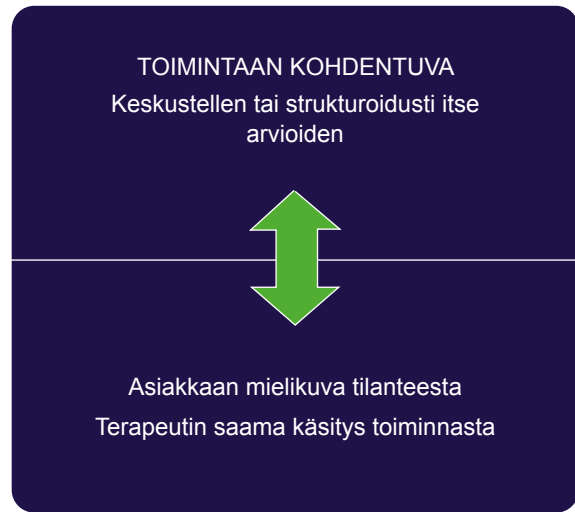 TOIMINTAAN KOHDENTUVA
Keskustellen tai strukturoidusti itse
arvioiden
Asiakkaan mielikuva tilanteesta
Terapeutin saama käsitys toiminnasta